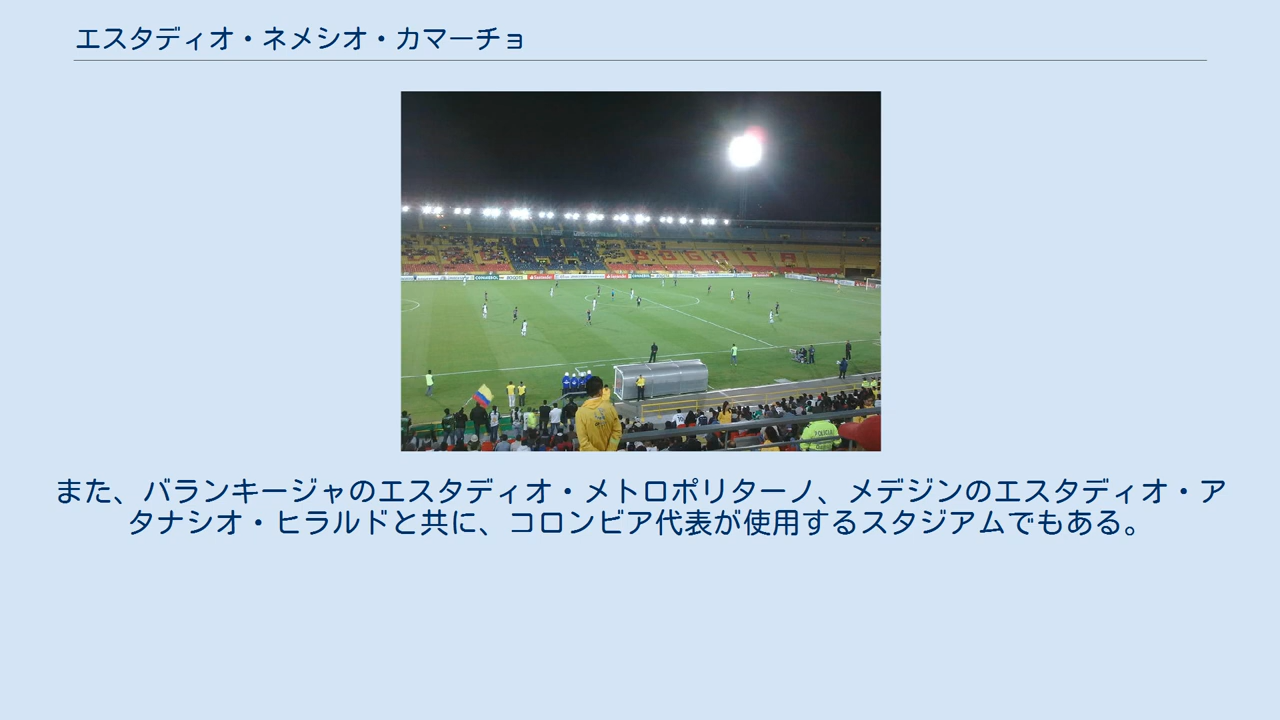 エスタディオ・ネメシオ・カマーチョ
また、バランキージャのエスタディオ・メトロポリターノ、メデジンのエスタディオ・ア
タナシオ・ヒラルドと共に、コロンビア代表が使用するスタジアムでもある。